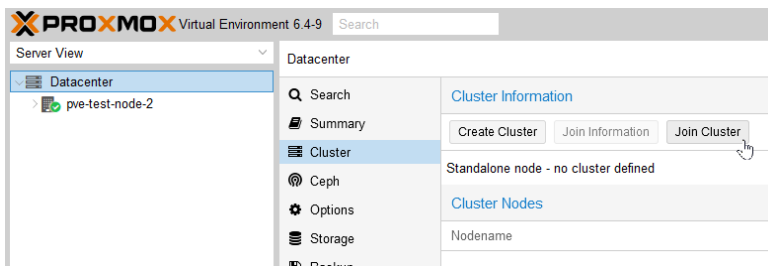 PROXMOX Virtual Environment 6.4-9 Search
Server View
Datacenter
pve-test-node-2
Datacenter
Search
Summary
Cluster
Ceph
Options
Storage
Backup
Cluster Information
Create Cluster Join Information Join Cluster
Standalone node - no cluster defined
Cluster Nodes
Nodename